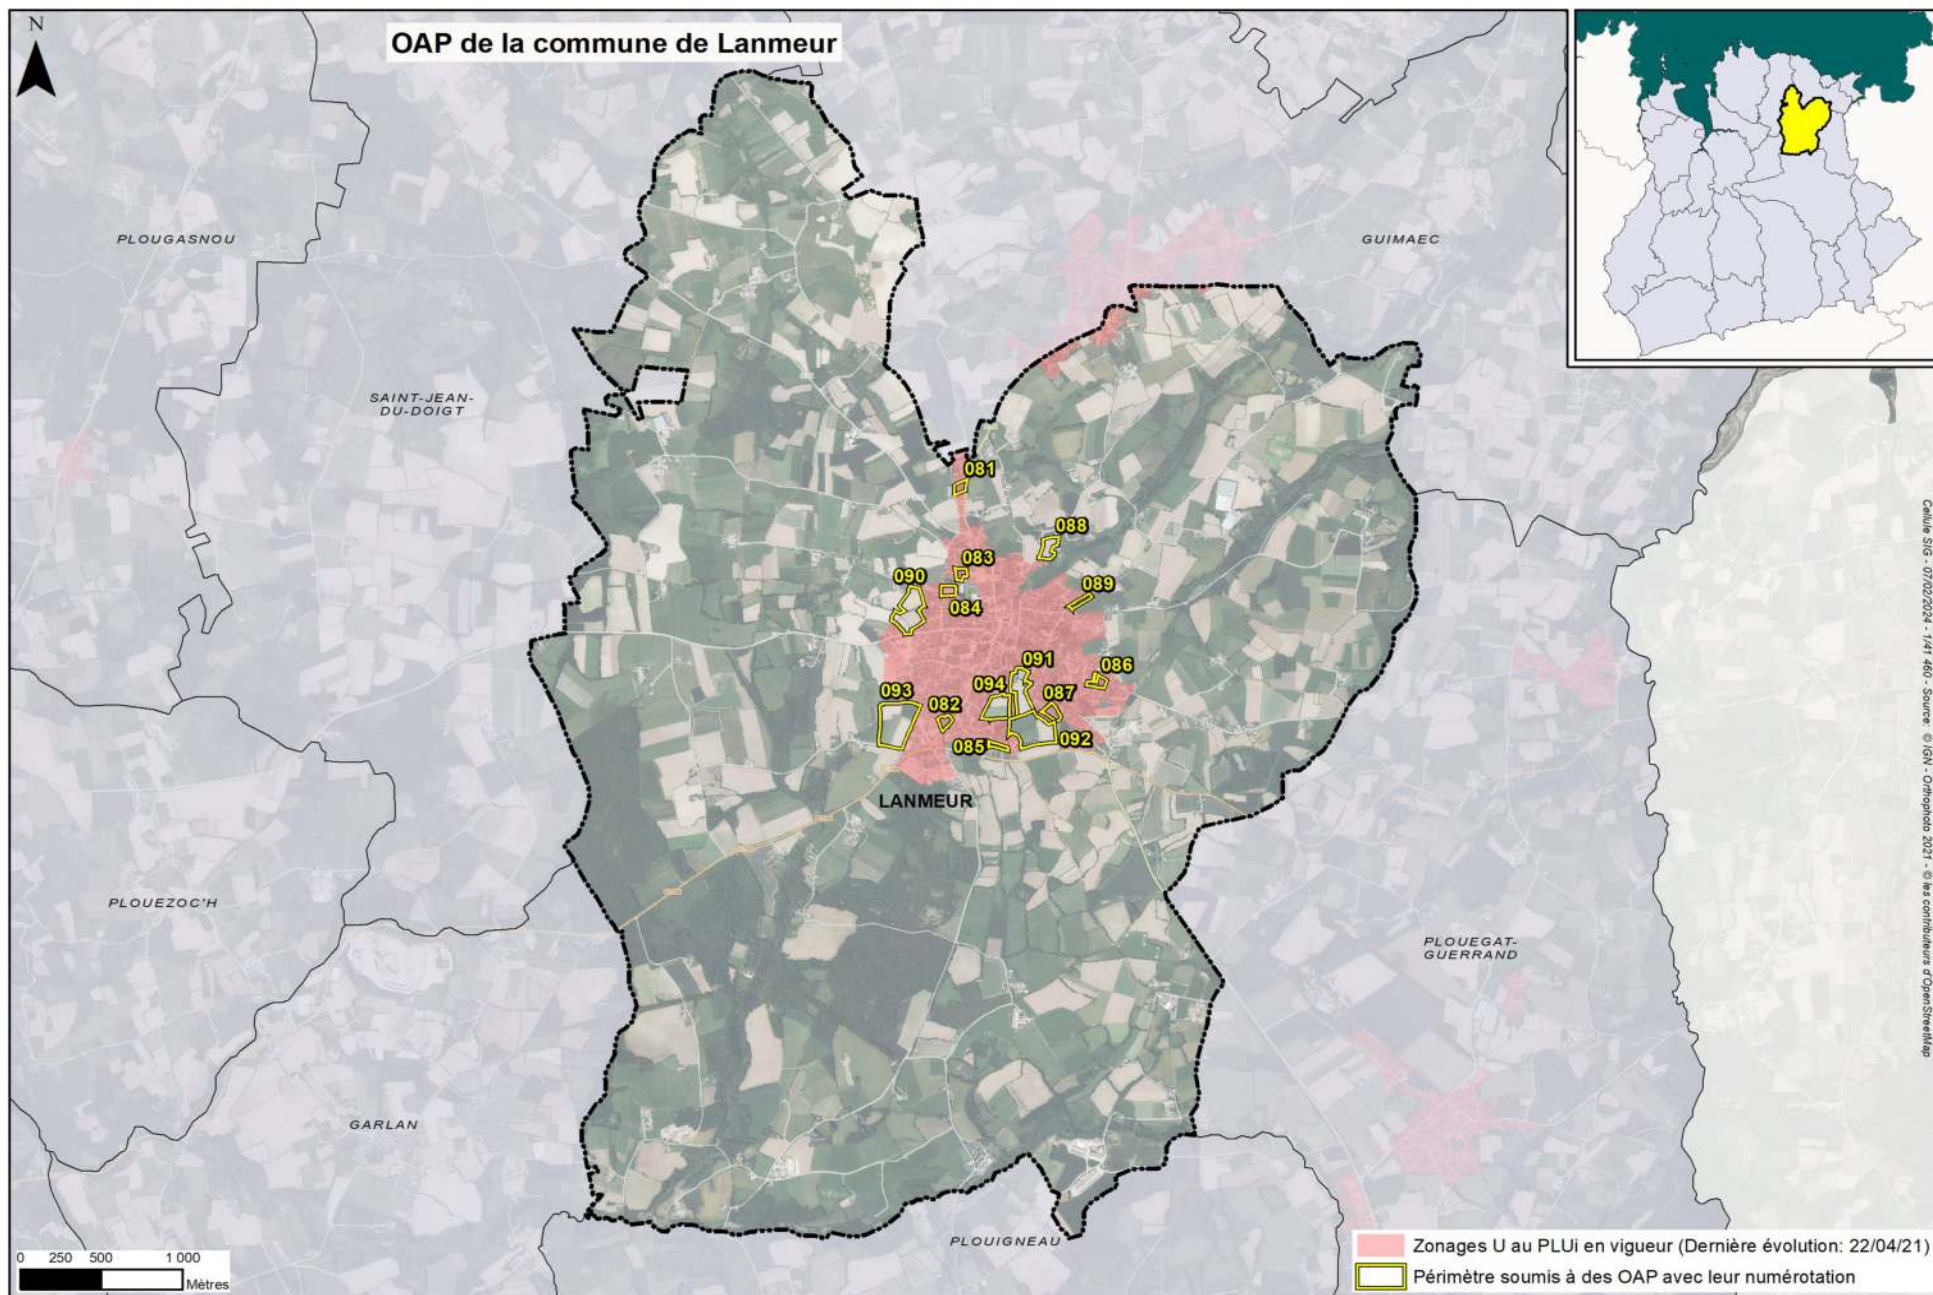 N
OAP de la commune de Lanmeur
PLOUGASNOU
GUIMAEC
SAINT-JEAN-
DU-DOIGT
081
088
083
090
089
084
091
086
094
093
082
087
085
092
LANMEUR
PLOUEZOC'H
PLOUEGAT-
GUERRAND
GARLAN
PLOUIGNEAU
0 250 500 1 000
Mètres
Zonages U au PLUi en vigueur (Dernière évolution: 22/04/21)
Périmètre soumis à des OAP avec leur numérotation
Cellule SIG - 07/02/2024 - 1/41 460 - Source: © IGN - Orthophoto 2021 - © les contributeurs d'OpenStreetMap